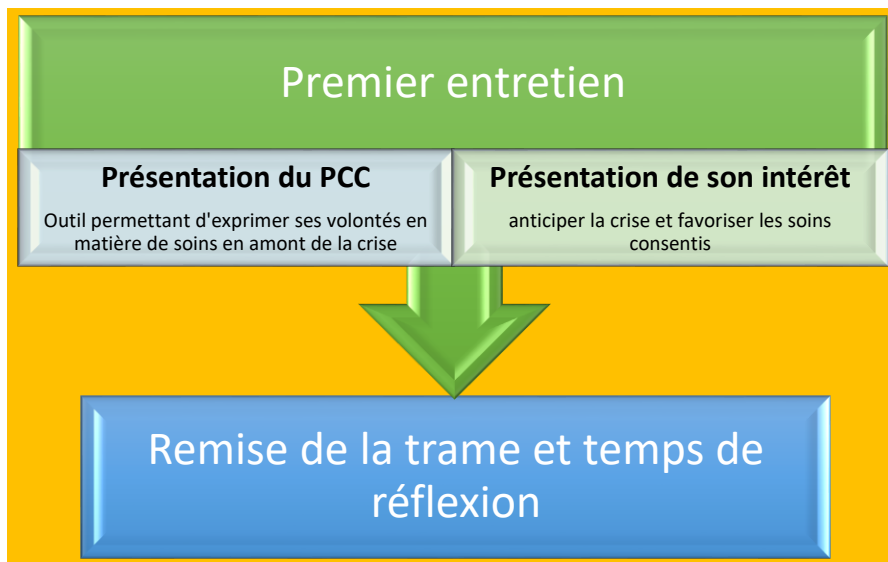 Premier entretien
Présentation du PCC
Outil permettant d'exprimer ses volontés en
matière de soins en amont de la crise
Présentation de son intérêt
anticiper la crise et favoriser les soins
consentis
Remise de la trame et temps de
réflexion